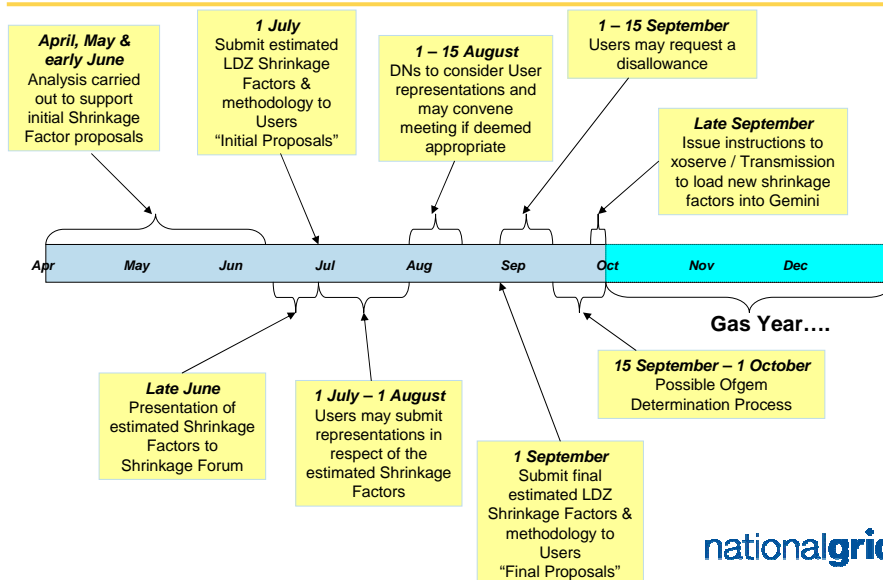 April, May &
early June
Analysis carried
out to support
initial Shrinkage
Factor proposals
1 July
Submit estimated
LDZ Shrinkage
Factors &
methodology to
Users
“Initial Proposals”
1 – 15 August
DNs to consider User
representations and
may convene
meeting if deemed
appropriate
1 – 15 September
Users may request a
disallowance
Late September
Issue instructions to
xoserve / Transmission
to load new shrinkage
factors into Gemini
Apr May Jun Jul Aug Sep Oct Nov Dec
Gas Year....
Late June
Presentation of
estimated Shrinkage
Factors to
Shrinkage Forum
1 July – 1 August
Users may submit
representations in
respect of the
estimated Shrinkage
Factors
1 September
Submit final
estimated LDZ
Shrinkage Factors &
methodology to
Users
“Final Proposals”
15 September – 1 October
Possible Ofgem
Determination Process
nationalgrid